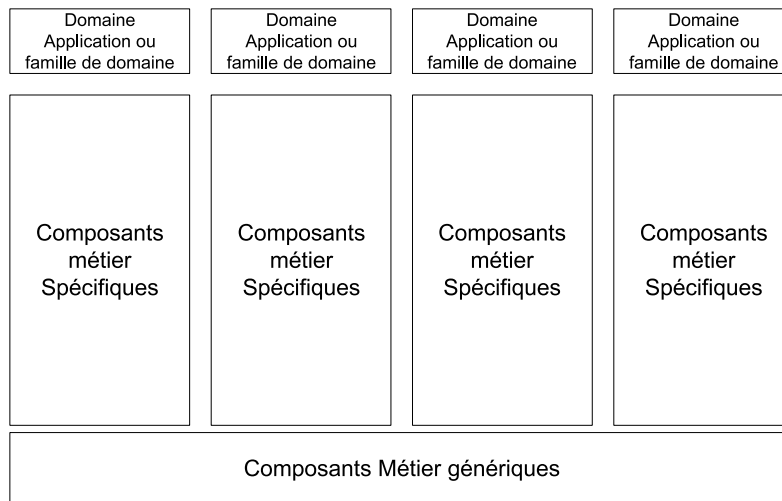 Domaine
Application ou
famille de domaine
Domaine
Application ou
famille de domaine
Domaine
Application ou
famille de domaine
Domaine
Application ou
famille de domaine
Composants
métier
Spécifiques
Composants
métier
Spécifiques
Composants
métier
Spécifiques
Composants
métier
Spécifiques
Composants Métier génériques